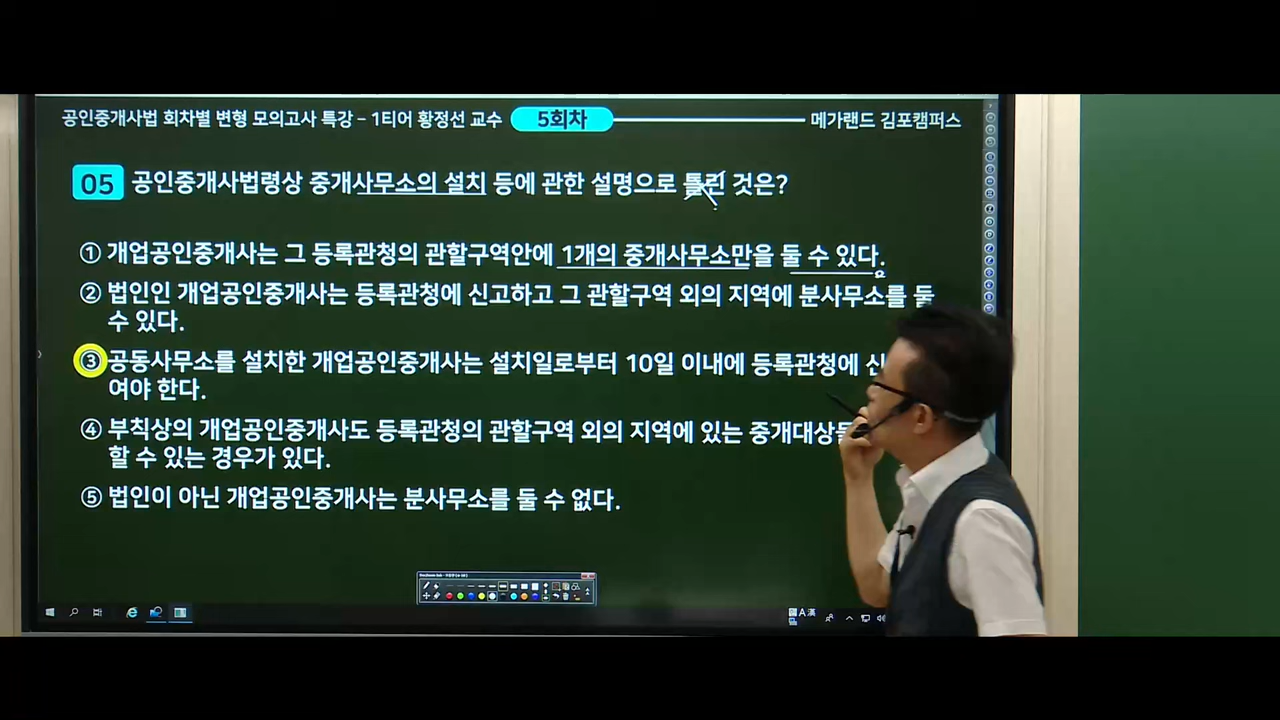 공인중개사법 회차별 변형 모의고사 특강 – 1티어 황정선 교수 5회차 메가랜드 김포캠퍼스
05 공인중개사법령상 중개사무소의 설치 등에 관한 설명으로 틀린 것은?
① 개업공인중개사는 그 등록관청의 관할구역안에 1개의 중개사무소만을 둘 수 있다.
② 법인인 개업공인중개사는 등록관청에 신고하고 그 관할구역 외의 지역에 분사무소를 둘
수 있다.
③ 공동사무소를 설치한 개업공인중개사는 설치일로부터 10일 이내에 등록관청에
여야 한다.
④ 부칙상의 개업공인중개사도 등록관청의 관할구역 외의 지역에 있는 중개대상
할 수 있는 경우가 있다.
⑤ 법인이 아닌 개업공인중개사는 분사무소를 둘 수 없다.